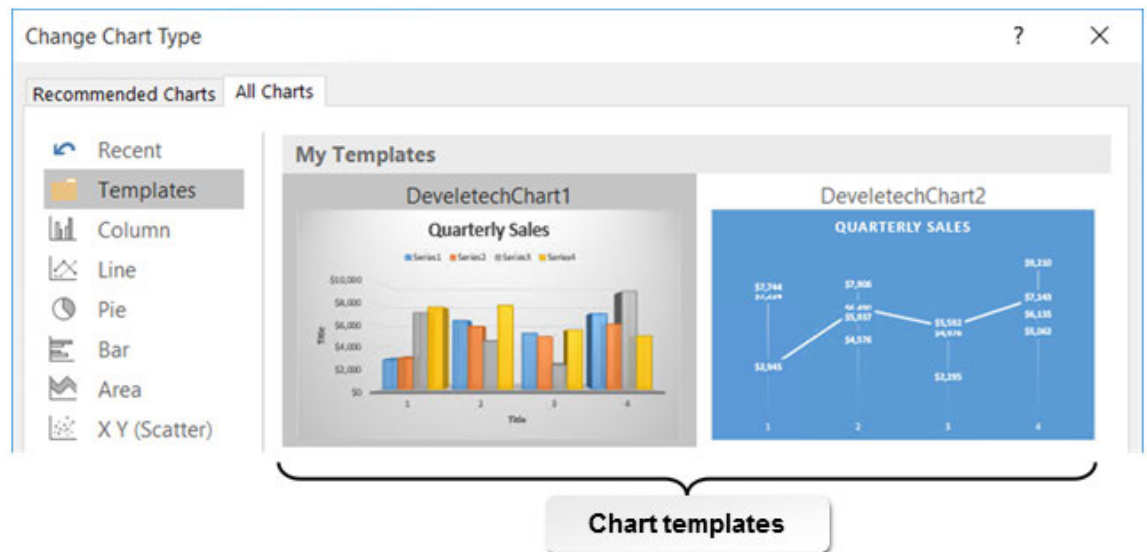 Change Chart Type
?
Recommended Charts
All Charts
Recent
Templates
Column
Line
Pie
Bar
Area
X Y (Scatter)
My Templates
DeveletechChart1
Quarterly Sales
Series1 Series2 Series3 Series4
$10,000
$8,000
$6,000
$4,000
$2,000
$0
Title
1 2 3 4
Title
DeveletechChart2
QUARTERLY SALES
$7,744
$2,945
$7,906
$5,937
$4,576
$5,592
$2,295
$9,210
$7,143
$6,135
$5,062
1 2 3 4
Chart templates